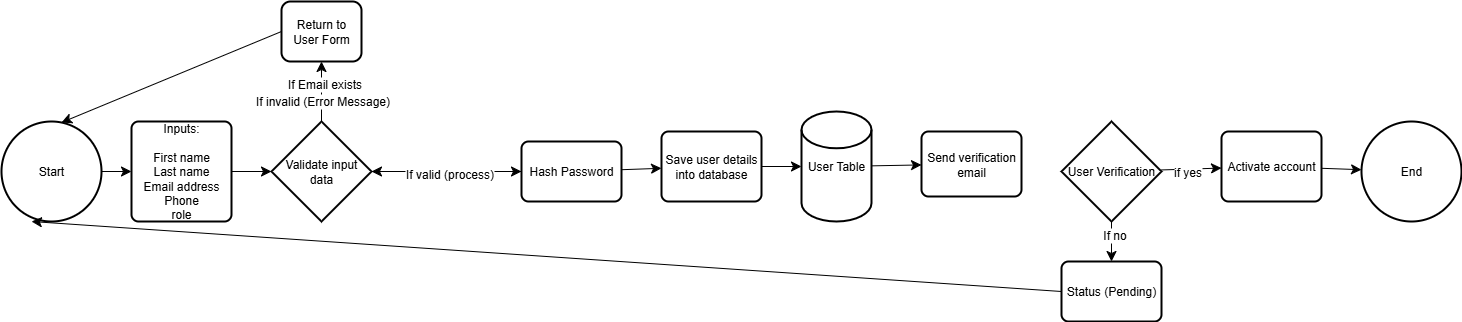 Return to
User Form
If Email exists
If invalid (Error Message)
Start
Inputs:
First name
Last name
Email address
Phone
role
Validate input
data
If valid (process)
Hash Password
Save user details
into database
User Table
Send verification
email
User Verification
if yes
Activate account
End
If no
Status (Pending)